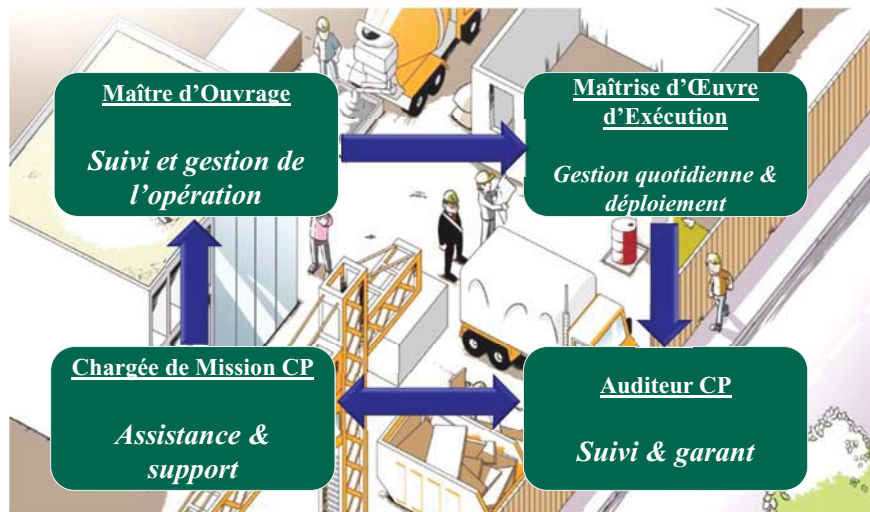 Maître d’Ouvrage
Suivi et gestion de
l’opération
Maîtrise d’Œuvre
d’Exécution
Gestion quotidienne &
déploiement
Chargée de Mission CP
Assistance &
support
Auditeur CP
Suivi & garant